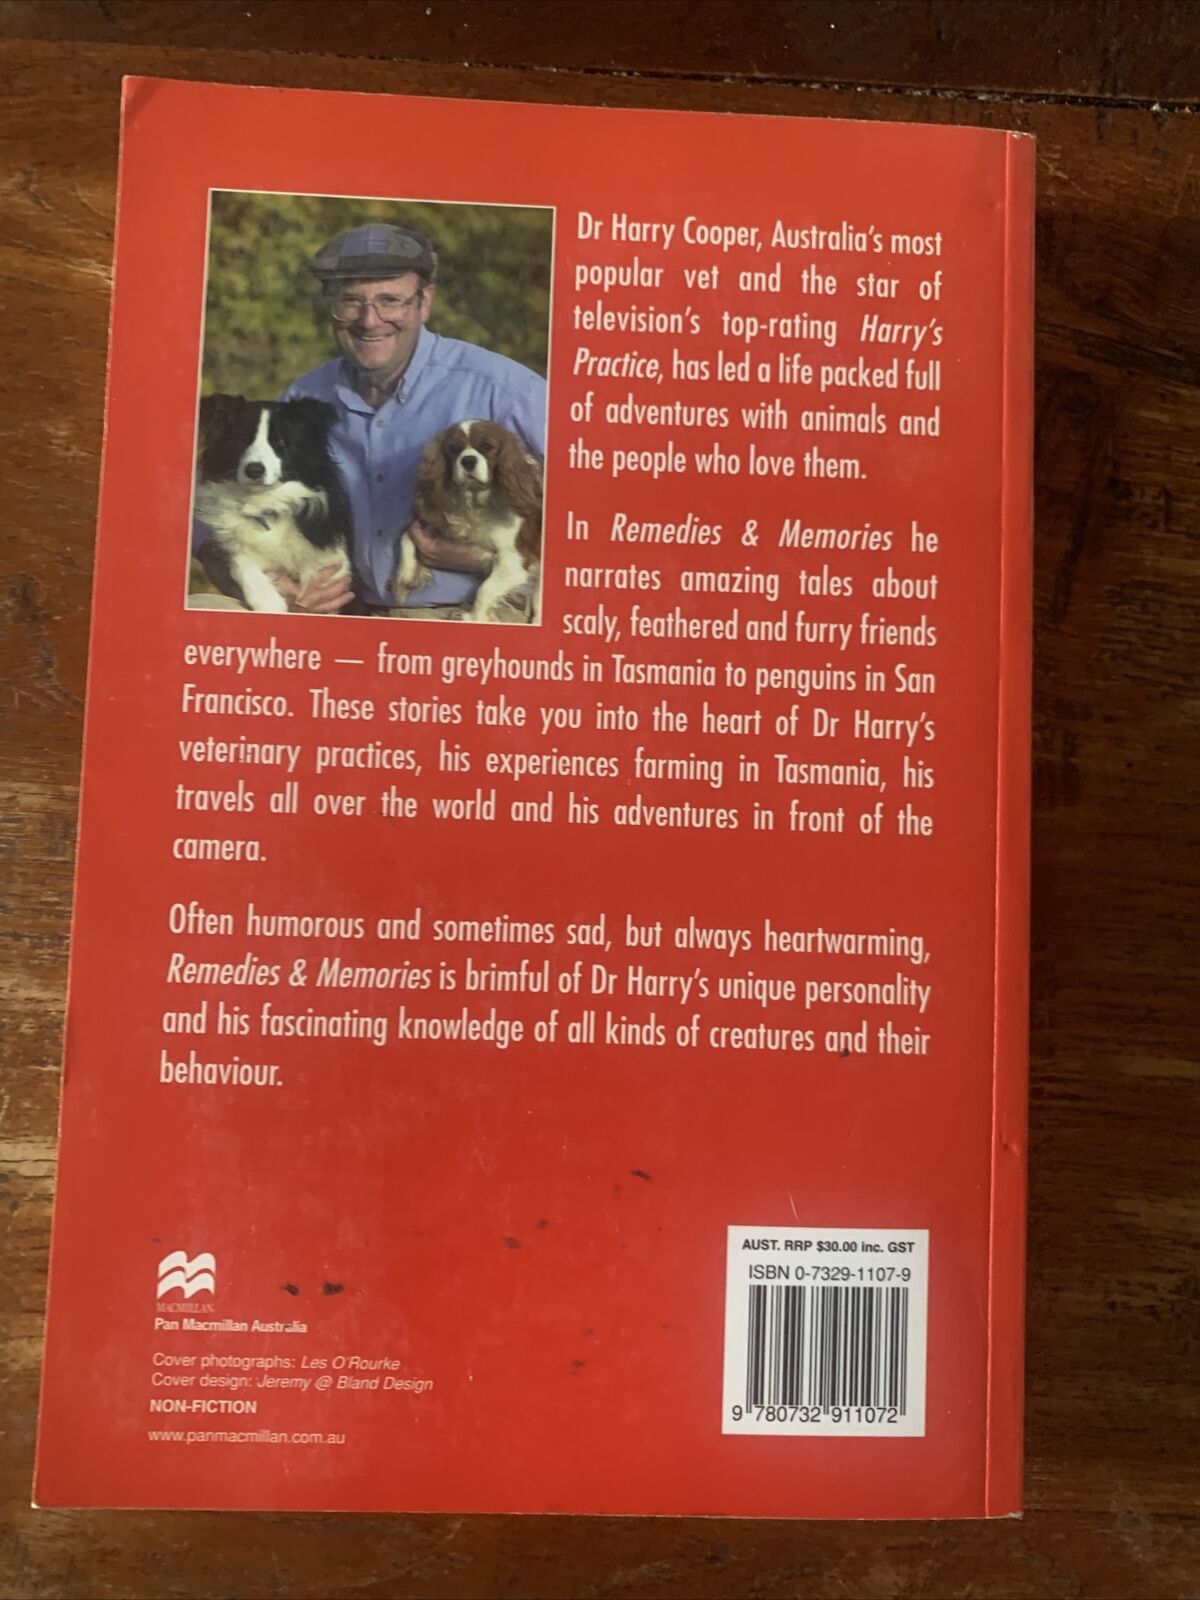 Dr Harry Cooper, Australia's most
popular vet and the star of
television's top-rating Harry's
Practice, has led a life packed full
of adventures with animals and
the people who love them.
In Remedies & Memories he
narrates amazing tales about
scaly, feathered and furry friends
everywhere — from greyhounds in Tasmania to penguins in San
Francisco. These stories take you into the heart of Dr Harry's
veterinary practices, his experiences farming in Tasmania, his
travels all over the world and his adventures in front of the
camera.
Often humorous and sometimes sad, but always heartwarming,
Remedies & Memories is brimful of Dr Harry's unique personality
and his fascinating knowledge of all kinds of creatures and their
behaviour.
MACMILLAN
Pan Macmillan Australia
Cover photographs: Les O'Rourke
Cover design: Jeremy @ Bland Design
NON-FICTION
www.panmacmillan.com.au
AUST. RRP $30.00 inc. GST
ISBN 0-7329-1107-9
9 780732 911072